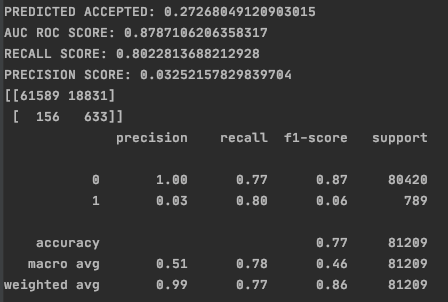 PREDICTED ACCEPTED: 0.27268049120903015
AUC ROC SCORE: 0.8787106206358317
RECALL SCORE: 0.8022813688212928
PRECISION SCORE: 0.03252157829839704
[[61589 18831]
 [  156   633]]
              precision    recall  f1-score   support

           0       1.00      0.77      0.87     80420
           1       0.03      0.80      0.06       789

    accuracy                           0.77     81209
   macro avg       0.51      0.78      0.46     81209
weighted avg       0.99      0.77      0.86     81209